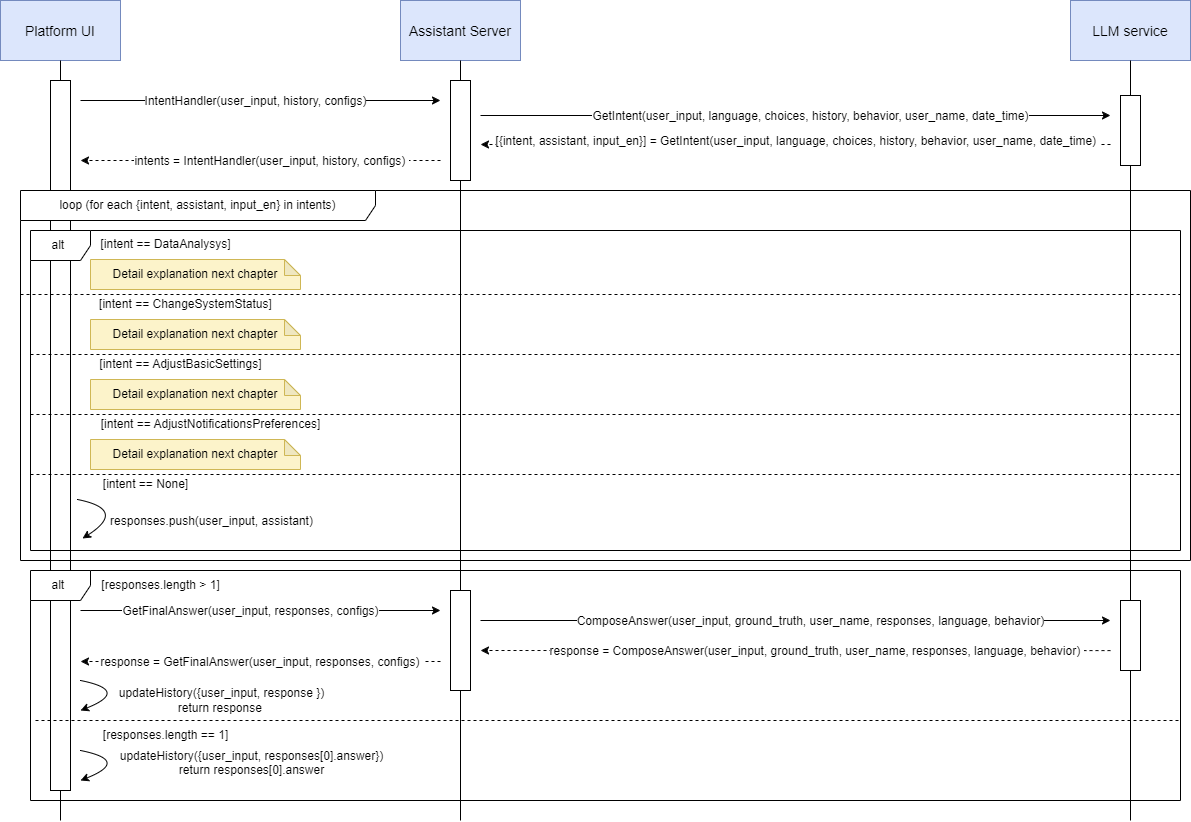 Platform UI
Assistant Server
LLM service
IntentHandler(user_input, history, configs)
GetIntent(user_input, language, choices, history, behavior, user_name, date_time)
[{intent, assistant, input_en}] = GetIntent(user_input, language, choices, history, behavior, user_name, date_time)
intents = IntentHandler(user_input, history, configs)
loop (for each {intent, assistant, input_en} in intents)
alt
[intent == DataAnalysys]
Detail explanation next chapter
[intent == ChangeSystemStatus]
Detail explanation next chapter
[intent == AdjustBasicSettings]
Detail explanation next chapter
[intent == AdjustNotificationsPreferences]
Detail explanation next chapter
[intent == None]
responses.push(user_input, assistant)
alt
[responses.length > 1]
GetFinalAnswer(user_input, responses, configs)
ComposeAnswer(user_input, ground_truth, user_name, responses, language, behavior)
response = ComposeAnswer(user_input, ground_truth, user_name, responses, language, behavior)
response = GetFinalAnswer(user_input, responses, configs)
updateHistory({user_input, response })
return response
[responses.length == 1]
updateHistory({user_input, responses[0].answer})
return responses[0].answer